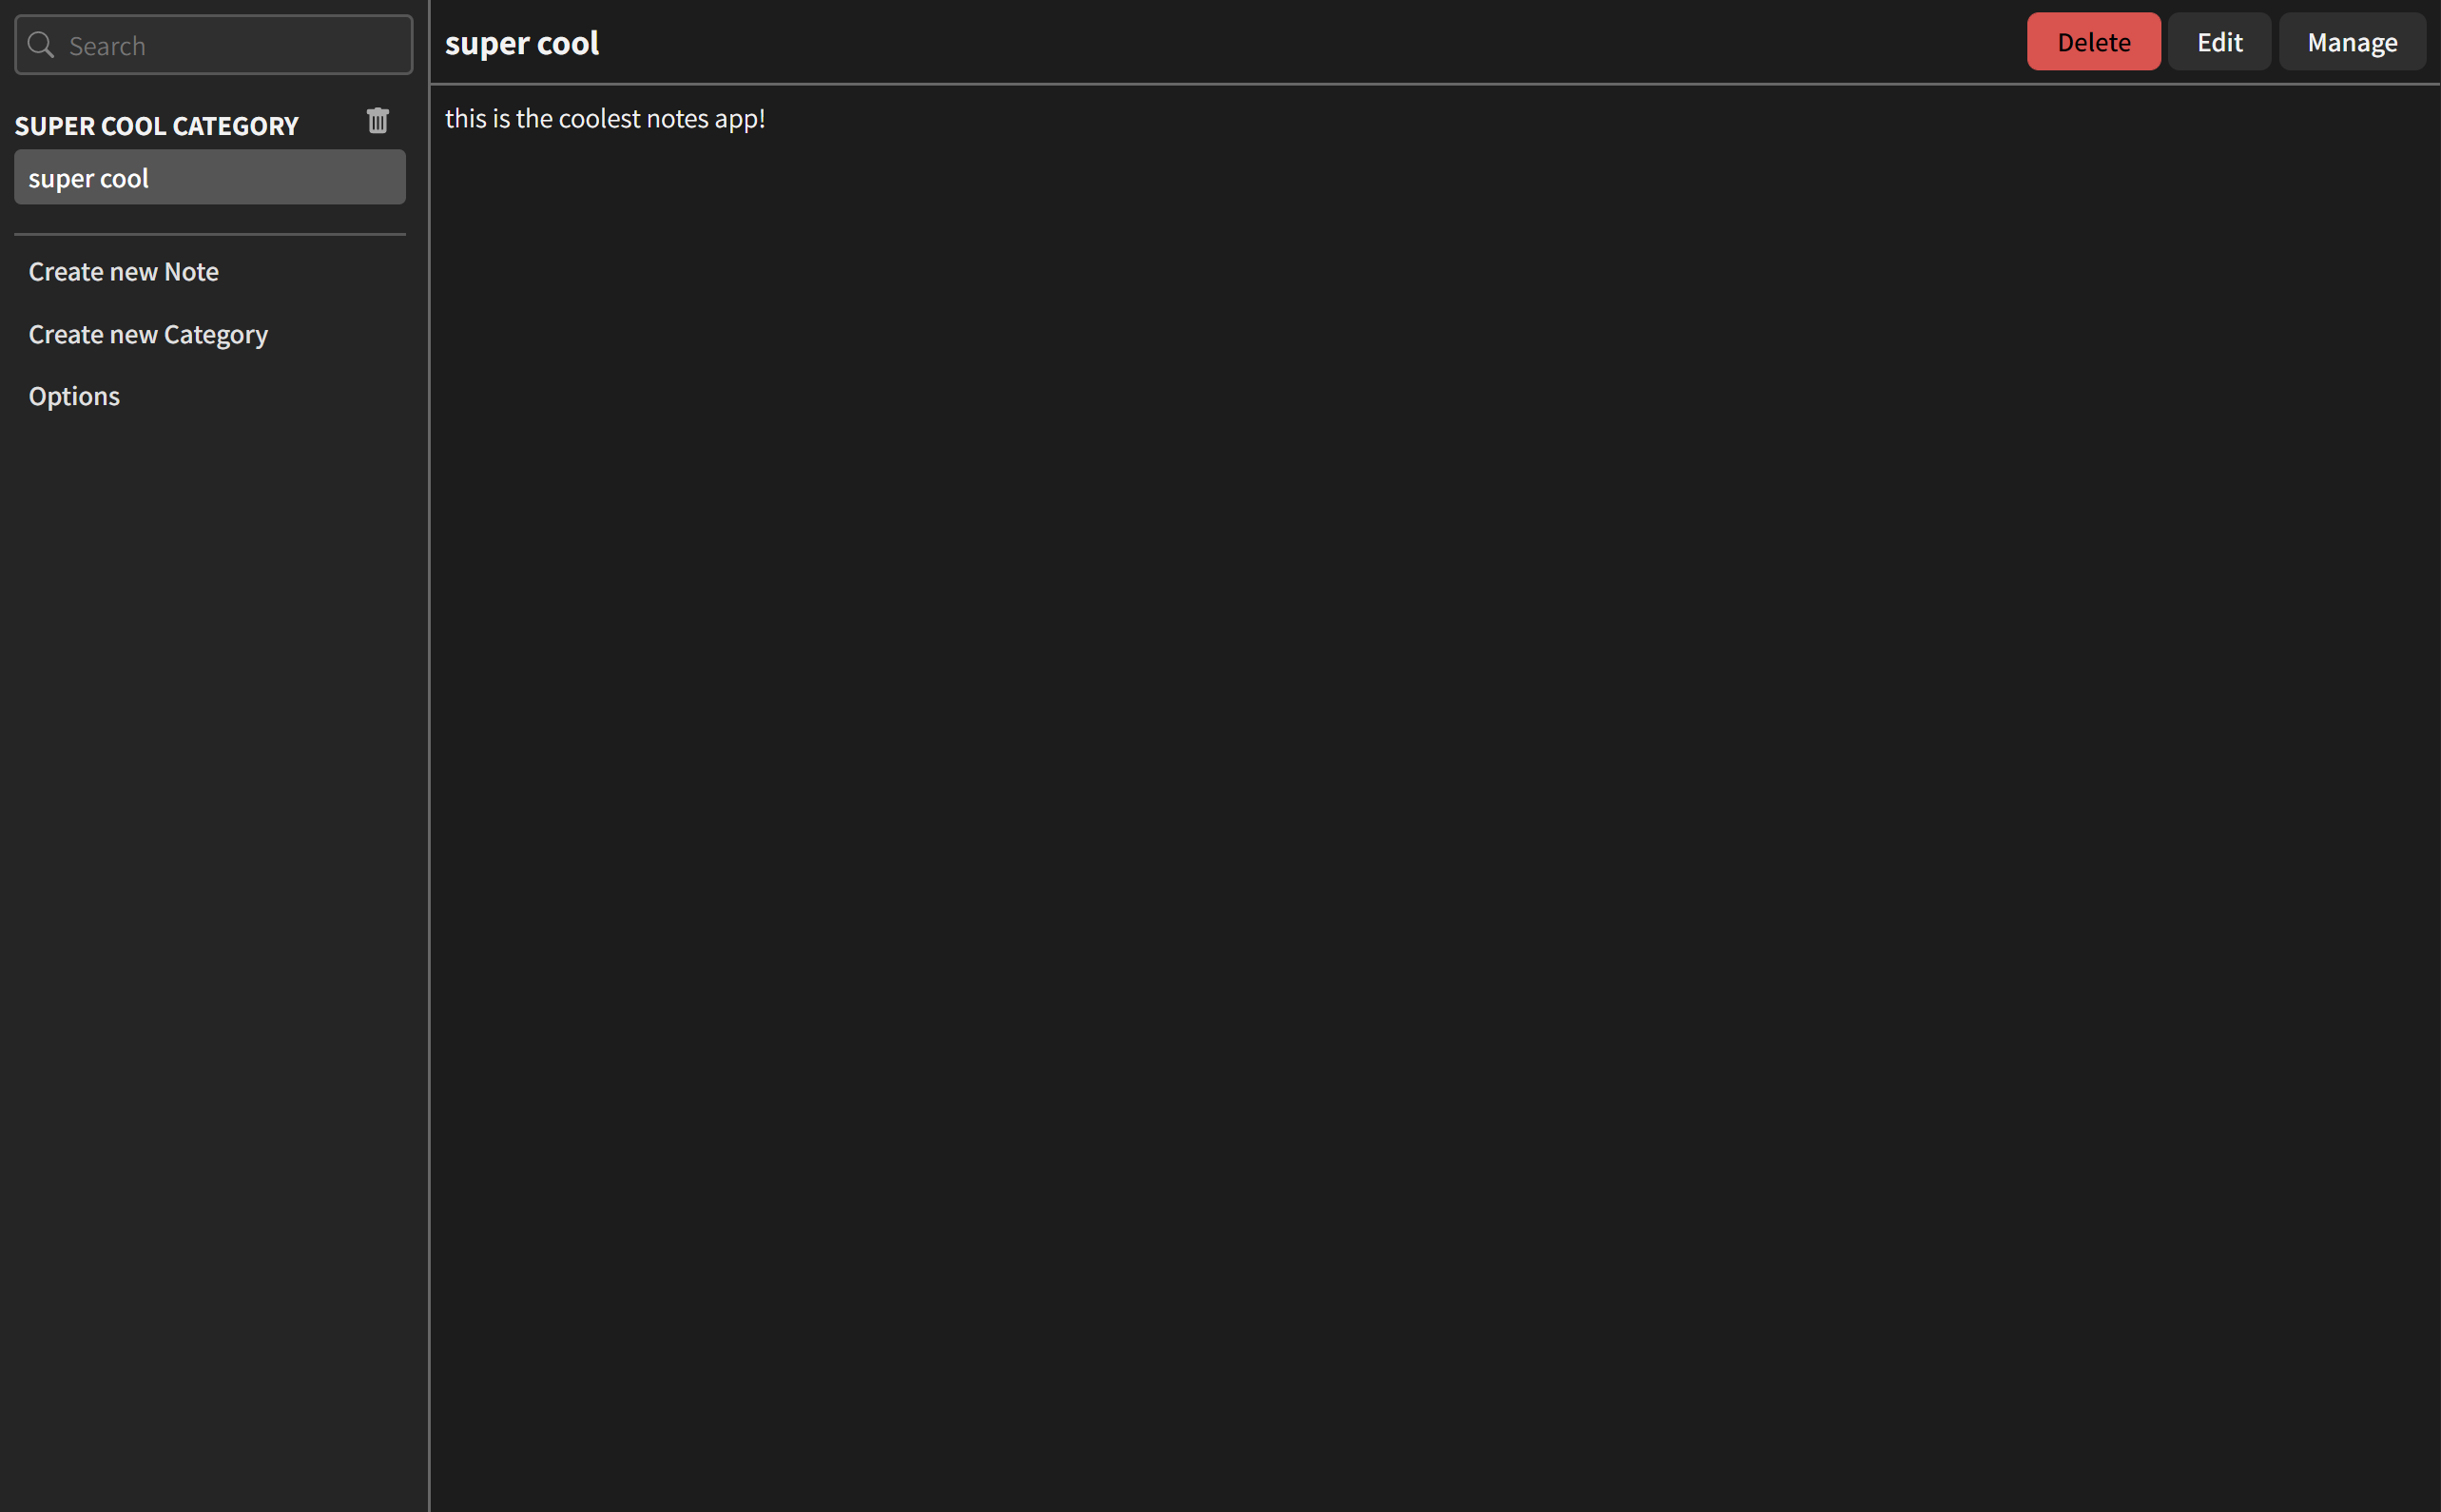 Search
SUPER COOL CATEGORY
super cool
Create new Note
Create new Category
Options
super cool
Delete
Edit
Manage
this is the coolest notes app!